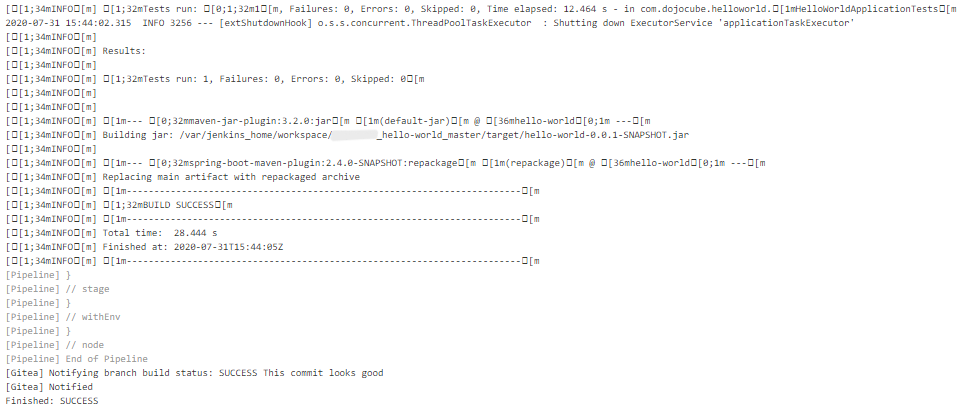 [ [1;34mINFO [m] [1;32mTests run: [0;1;32m1 [m, Failures: 0, Errors: 0, Skipped: 0, Time elapsed: 12.464 s - in com.dojocube.helloworld. [1mHelloWorldApplicationTests [m
2020-07-31 15:44:02.315  INFO 3256 --- [extShutdownHook] o.s.s.concurrent.ThreadPoolTaskExecutor  : Shutting down ExecutorService 'applicationTaskExecutor'
[ [1;34mINFO [m]
[ [1;34mINFO [m] Results:
[ [1;34mINFO [m]
[ [1;34mINFO [m] [1;32mTests run: 1, Failures: 0, Errors: 0, Skipped: 0 [m
[ [1;34mINFO [m]
[ [1;34mINFO [m]
[ [1;34mINFO [m] [1m--- [0;32mmaven-jar-plugin:3.2.0:jar [m [1m(default-jar) [m @ [36mhello-world [0;1m --- [m
[ [1;34mINFO [m] Building jar: /var/jenkins_home/workspace/ _hello-world_master/target/hello-world-0.0.1-SNAPSHOT.jar
[ [1;34mINFO [m]
[ [1;34mINFO [m] [1m--- [0;32mspring-boot-maven-plugin:2.4.0-SNAPSHOT:repackage [m [1m(repackage) [m @ [36mhello-world [0;1m --- [m
[ [1;34mINFO [m] Replacing main artifact with repackaged archive
[ [1;34mINFO [m] [1m------------------------------------------------------------------------ [m
[ [1;34mINFO [m] [1;32mBUILD SUCCESS [m
[ [1;34mINFO [m] [1m------------------------------------------------------------------------ [m
[ [1;34mINFO [m] Total time:  28.444 s
[ [1;34mINFO [m] Finished at: 2020-07-31T15:44:05Z
[ [1;34mINFO [m] [1m------------------------------------------------------------------------ [m
[Pipeline] }
[Pipeline] // stage
[Pipeline] }
[Pipeline] // withEnv
[Pipeline] }
[Pipeline] // node
[Pipeline] End of Pipeline
[Gitea] Notifying branch build status: SUCCESS This commit looks good
[Gitea] Notified
Finished: SUCCESS